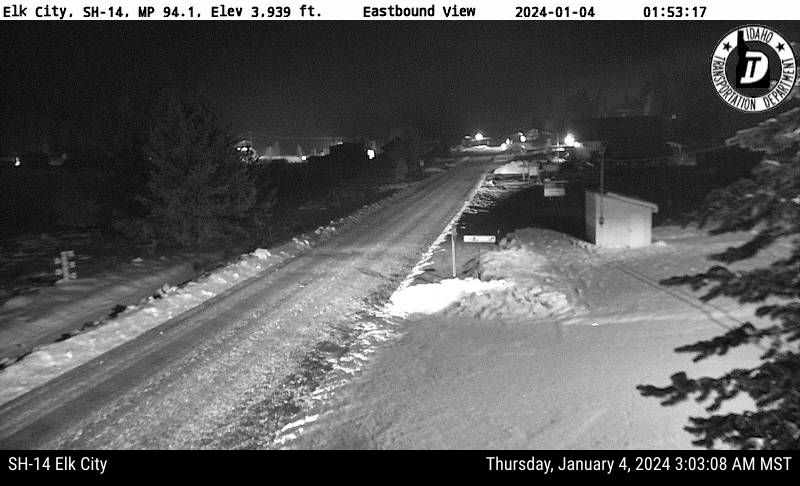 Elk City, SH-14, MP 94.1, Elev 3,939 ft. Eastbound View 2024-01-04 01:53:17
IDAHO
TRANSPORTATION DEPARTMENT
SH-14 Elk City Thursday, January 4, 2024 3:03:08 AM MST